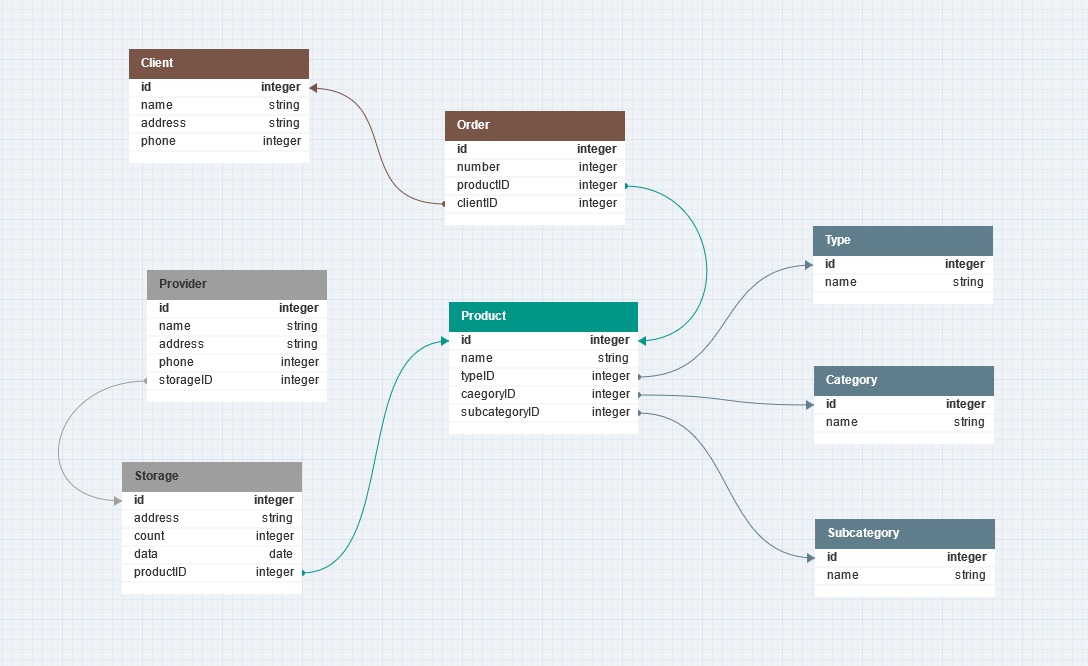 Client
id integer
name string
address string
phone integer
Order
id integer
number integer
productID integer
clientID integer
Type
id integer
name string
Provider
id integer
name string
address string
phone integer
storageID integer
Product
id integer
name string
typeID integer
caegoryID integer
subcategoryID integer
Category
id integer
name string
Storage
id integer
address string
count integer
data date
productID integer
Subcategory
id integer
name string